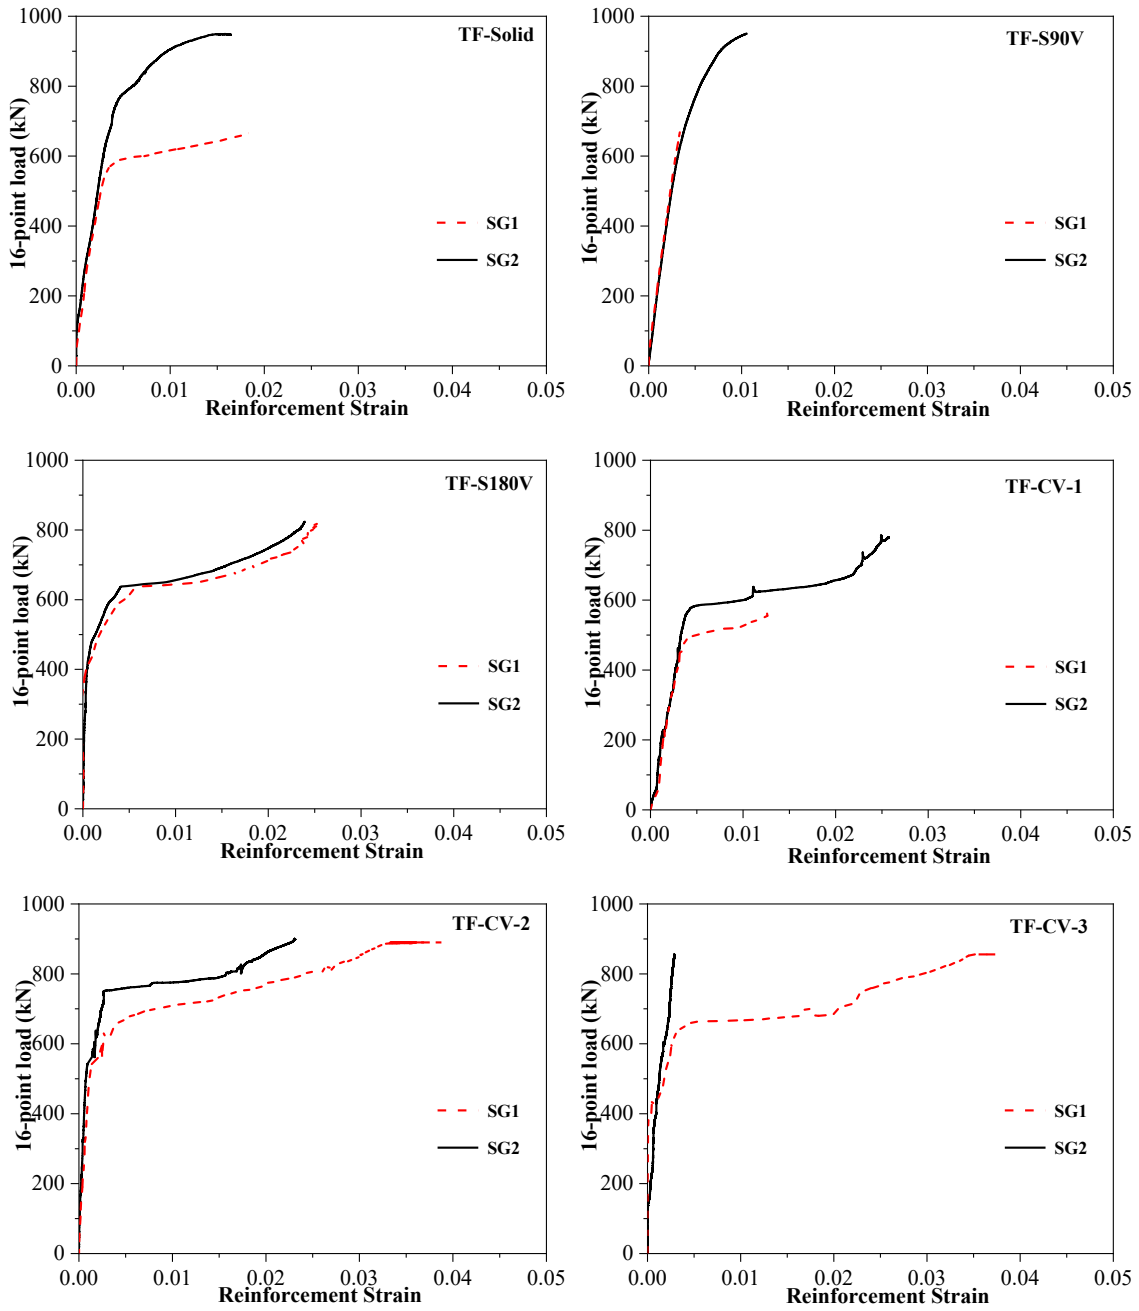 TF-Solid
16-point load (kN)
1000
800
600
400
200
0
SG1
SG2
0.00 0.01 0.02 0.03 0.04 0.05
Reinforcement Strain
TF-S90V
16-point load (kN)
1000
800
600
400
200
0
SG1
SG2
0.00 0.01 0.02 0.03 0.04 0.05
Reinforcement Strain
TF-S180V
16-point load (kN)
1000
800
600
400
200
0
SG1
SG2
0.00 0.01 0.02 0.03 0.04 0.05
Reinforcement Strain
TF-CV-1
16-point load (kN)
1000
800
600
400
200
0
SG1
SG2
0.00 0.01 0.02 0.03 0.04 0.05
Reinforcement Strain
TF-CV-2
16-point load (kN)
1000
800
600
400
200
0
SG1
SG2
0.00 0.01 0.02 0.03 0.04 0.05
Reinforcement Strain
TF-CV-3
16-point load (kN)
1000
800
600
400
200
0
SG1
SG2
0.00 0.01 0.02 0.03 0.04 0.05
Reinforcement Strain